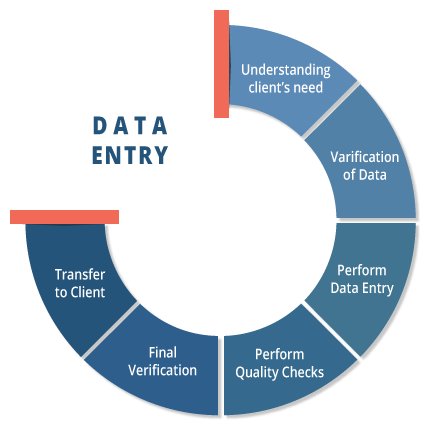 DATA
ENTRY
Understanding
client's need
Varification
of Data
Perform
Data Entry
Perform
Quality Checks
Final
Verification
Transfer
to Client